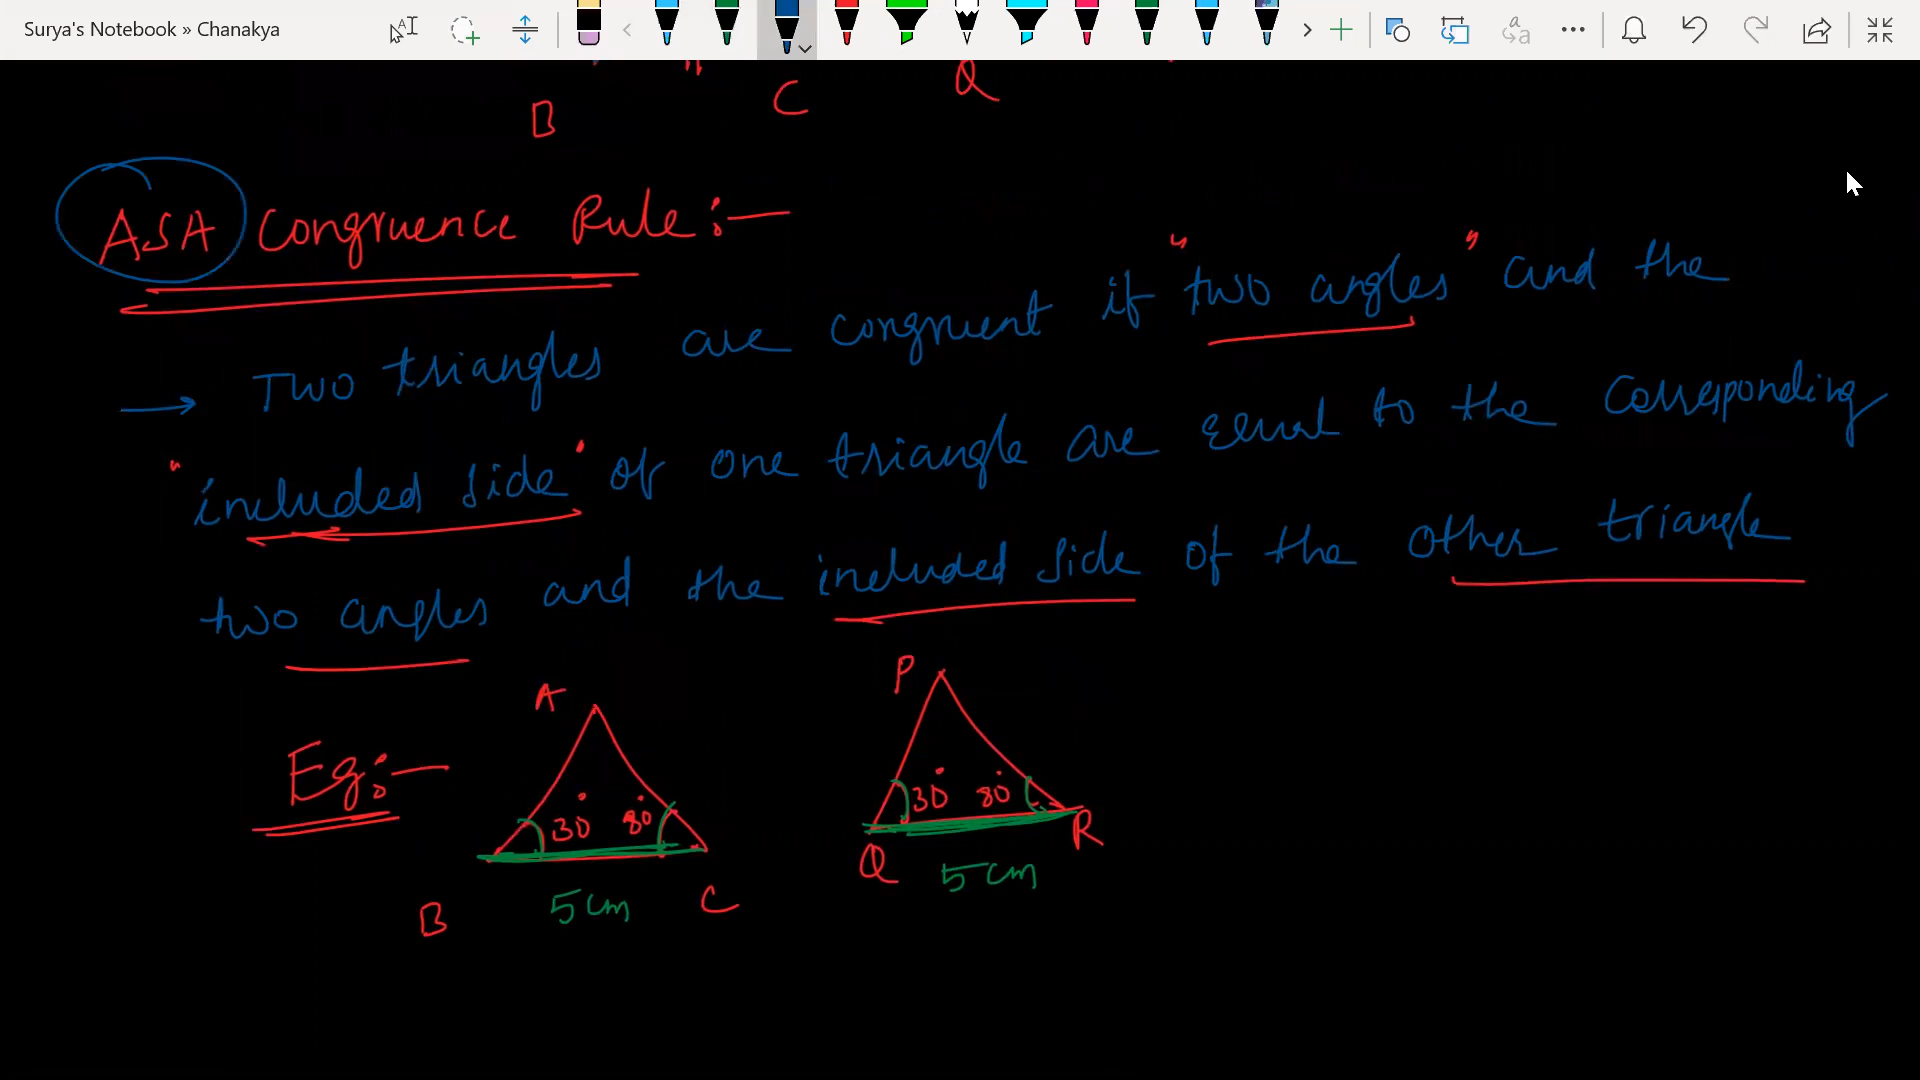 Surya's Notebook » Chanakya
B C Q
ASA Congruence Rule:—
→ Two triangles are congruent if "two angles" and the
"included side" of one triangle are equal to the corresponding
two angles and the included side of the other triangle
Eg:—
A P
30° 80° 30° 80°
B 5cm C Q 5cm R